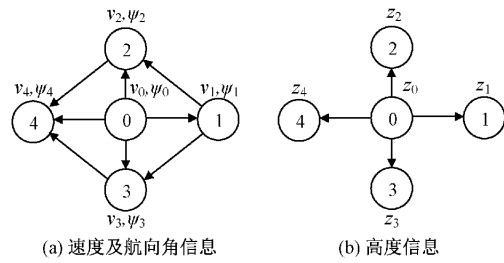 v₂,ψ₂
2
v₄,ψ₄
v₀,ψ₀
v₁,ψ₁
4
0
1
3
v₃,ψ₃
(a) 速度及航向角信息
z₂
2
z₄
z₀
z₁
4
0
1
3
z₃
(b) 高度信息